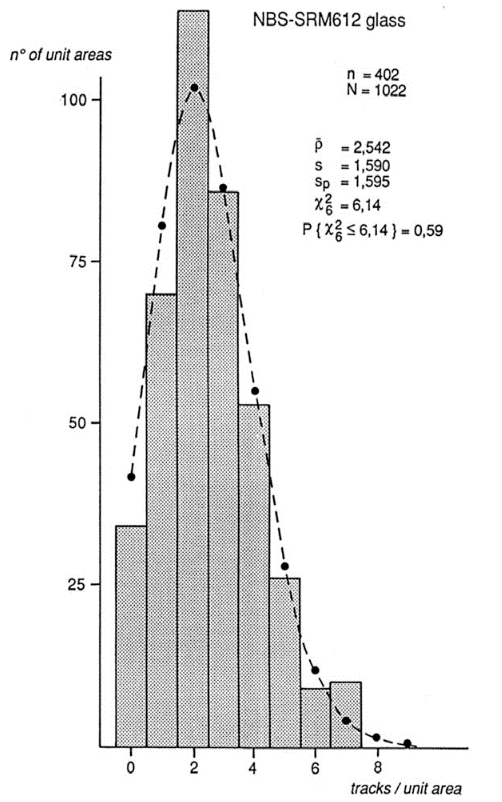 NBS-SRM612 glass
n° of unit areas
n = 402
N = 1022
ρ̄ = 2,542
s = 1,590
sₚ = 1,595
χ²₆ = 6,14
P { χ²₆ ≤ 6,14 } = 0,59
100
75
50
25
0 2 4 6 8
tracks / unit area